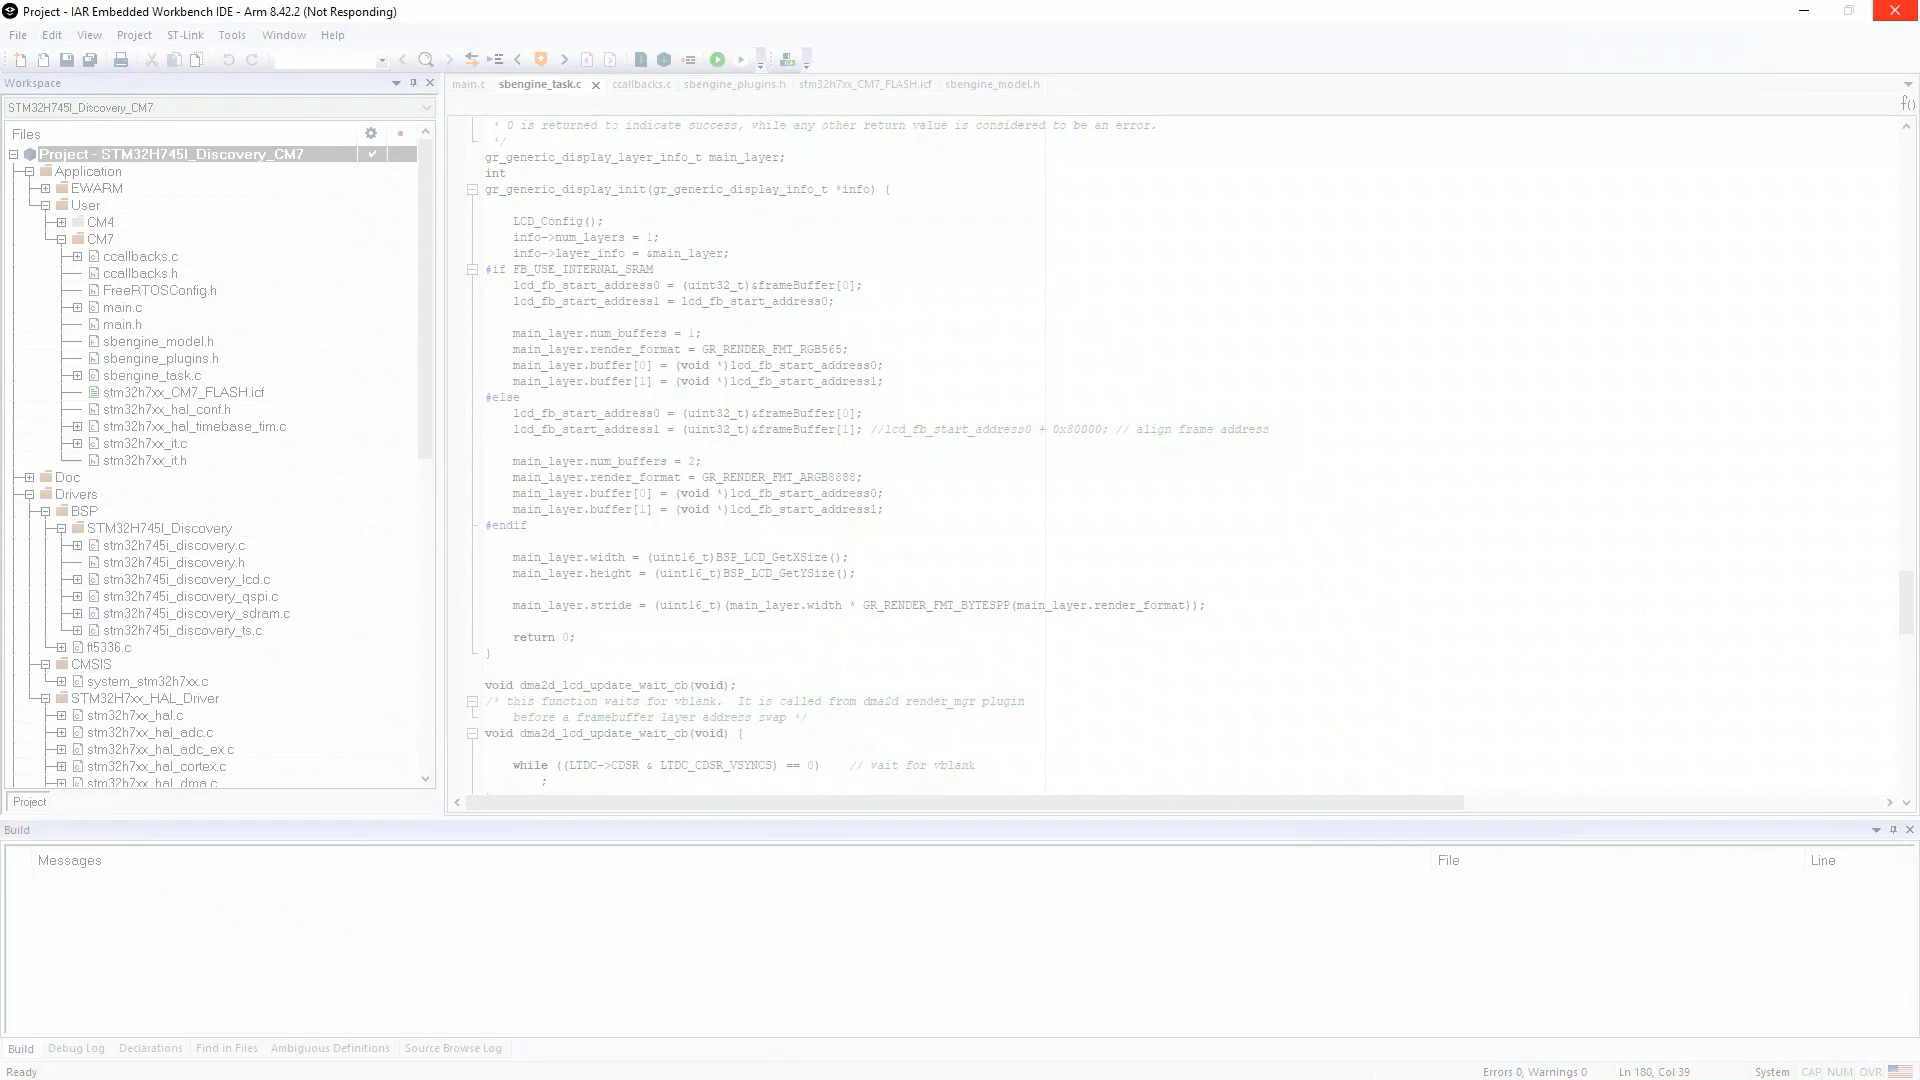 Project - IAR Embedded Workbench IDE - Arm 8.42.2 (Not Responding)
File Edit View Project ST-Link Tools Window Help
Workspace
STM32H745I_Discovery_CM7
Files
Project - STM32H745I_Discovery_CM7
Application
EWARM
User
CM4
CM7
ccallbacks.c
ccallbacks.h
FreeRTOSConfig.h
main.c
main.h
sbengine_model.h
sbengine_plugins.h
sbengine_task.c
stm32h7xx_CM7_FLASH.icf
stm32h7xx_hal_conf.h
stm32h7xx_hal_timebase_tim.c
stm32h7xx_it.c
stm32h7xx_it.h
Doc
Drivers
BSP
STM32H745I_Discovery
stm32h745i_discovery.c
stm32h745i_discovery.h
stm32h745i_discovery_lcd.c
stm32h745i_discovery_qspi.c
stm32h745i_discovery_sdram.c
stm32h745i_discovery_ts.c
ft5336.c
CMSIS
system_stm32h7xx.c
STM32H7xx_HAL_Driver
stm32h7xx_hal.c
stm32h7xx_hal_adc.c
stm32h7xx_hal_adc_ex.c
stm32h7xx_hal_cortex.c
stm32h7xx_hal_dma.c
Project
main.c sbengine_task.c ccallbacks.c sbengine_plugins.h stm32h7xx_CM7_FLASH.icf sbengine_model.h
f()
* 0 is returned to indicate success, while any other return value is considered to be an error.
*/
gr_generic_display_layer_info_t main_layer;
int
gr_generic_display_init(gr_generic_display_info_t *info) {
LCD_Config();
info->num_layers = 1;
info->layer_info = &main_layer;
#if FB_USE_INTERNAL_SRAM
lcd_fb_start_address0 = (uint32_t)&frameBuffer[0];
lcd_fb_start_address1 = lcd_fb_start_address0;
main_layer.num_buffers = 1;
main_layer.render_format = GR_RENDER_FMT_RGB565;
main_layer.buffer[0] = (void *)lcd_fb_start_address0;
main_layer.buffer[1] = (void *)lcd_fb_start_address1;
#else
lcd_fb_start_address0 = (uint32_t)&frameBuffer[0];
lcd_fb_start_address1 = (uint32_t)&frameBuffer[1]; //lcd_fb_start_address0 + 0x80000; // align frame address
main_layer.num_buffers = 2;
main_layer.render_format = GR_RENDER_FMT_ARGB8888;
main_layer.buffer[0] = (void *)lcd_fb_start_address0;
main_layer.buffer[1] = (void *)lcd_fb_start_address1;
#endif
main_layer.width = (uint16_t)BSP_LCD_GetXSize();
main_layer.height = (uint16_t)BSP_LCD_GetYSize();
main_layer.stride = (uint16_t)(main_layer.width * GR_RENDER_FMT_BYTESPP(main_layer.render_format));
return 0;
}
void dma2d_lcd_update_wait_cb(void);
/* this function waits for vblank. It is called from dma2d render_mgr plugin
before a framebuffer layer address swap */
void dma2d_lcd_update_wait_cb(void) {
while ((LTDC->CDSR & LTDC_CDSR_VSYNCS) == 0) // wait for vblank
;
Build
Messages File Line
Build Debug Log Declarations Find in Files Ambiguous Definitions Source Browse Log
Ready Errors 0, Warnings 0 Ln 180, Col 39 System CAP NUM OVR